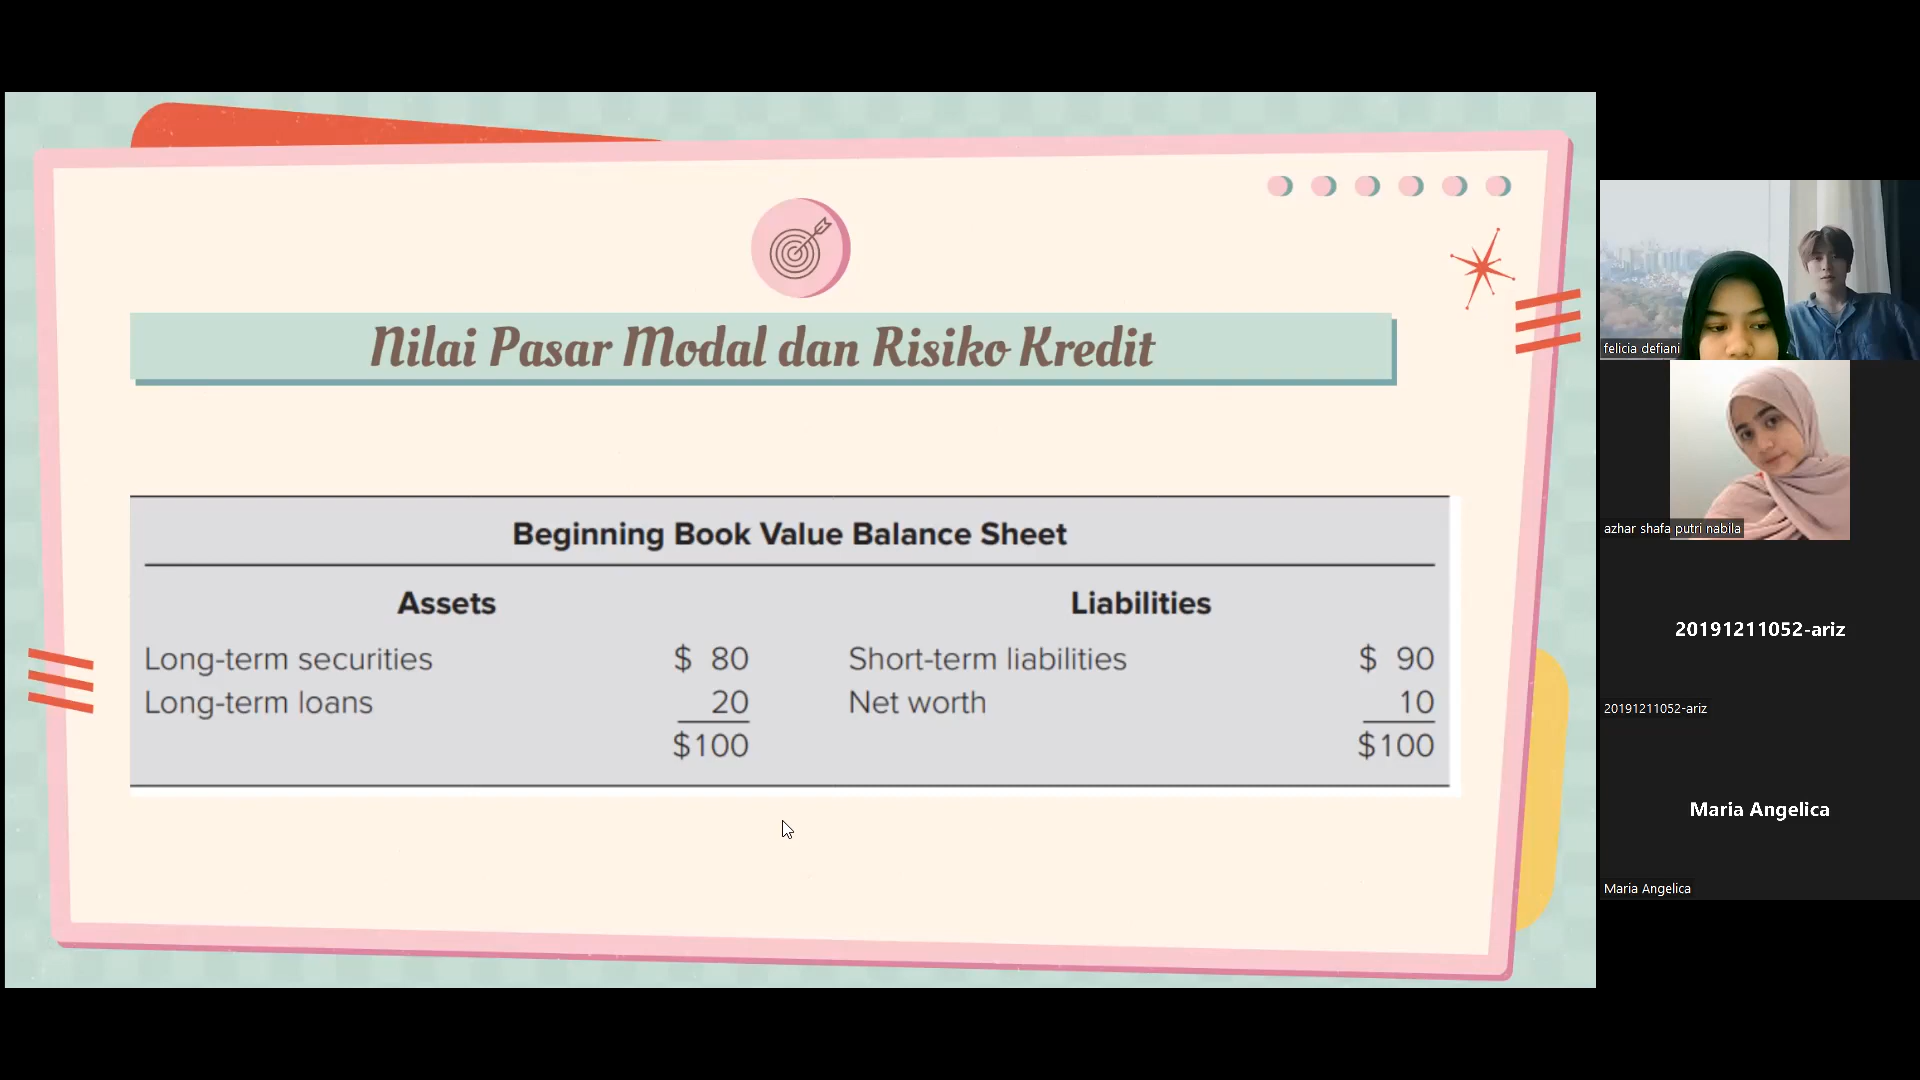 Nilai Pasar Modal dan Risiko Kredit
Beginning Book Value Balance Sheet
Assets
Liabilities
Long-term securities $ 80 Short-term liabilities $ 90
Long-term loans 20 Net worth 10
$100 $100
felicia defiani
azhar shafa putri nabila
20191211052-ariz
20191211052-ariz
Maria Angelica
Maria Angelica